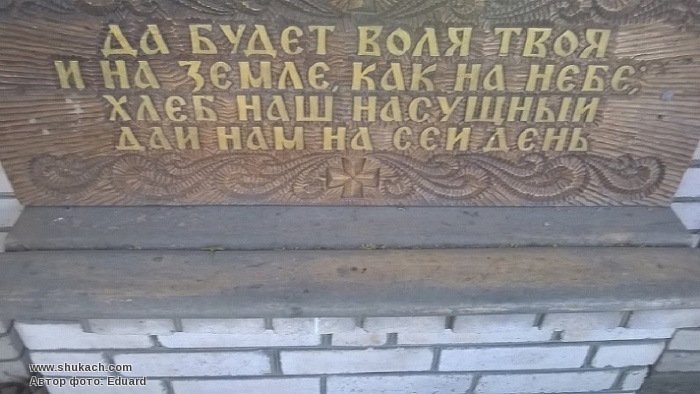 ДА БУДЕТ ВОЛЯ ТВОЯ
И НА ЗЕМЛЕ, КАК НА НЕБЕ;
ХЛЕБ НАШ НАСУЩНЫЙ
ДАЙ НАМ НА СЕЙ ДЕНЬ
www.shukach.com
Автор фото: Eduard